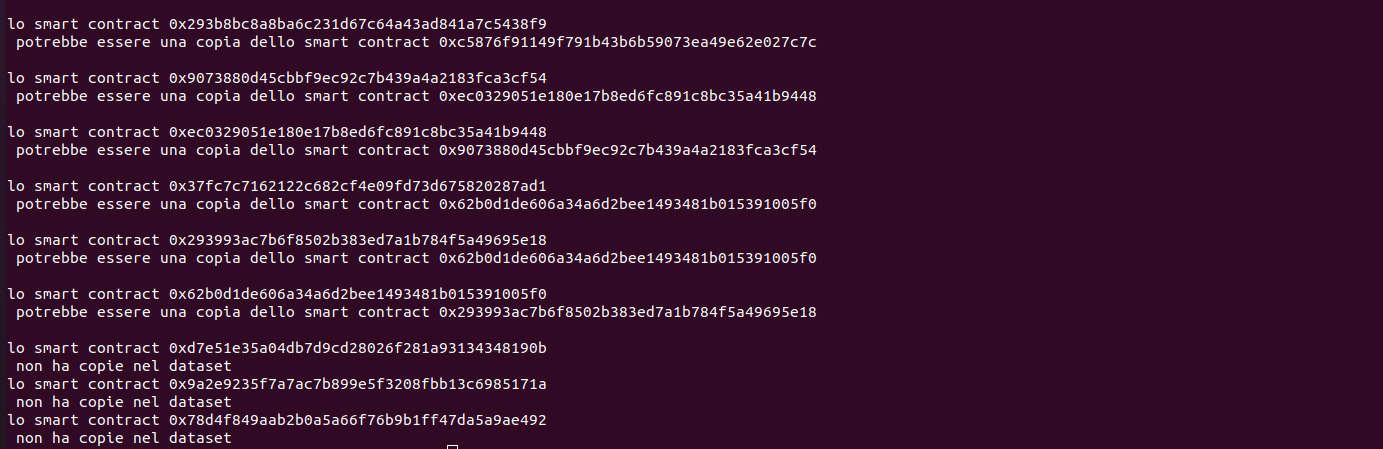 lo smart contract 0x293b8bc8a8ba6c231d67c64a43ad841a7c5438f9
potrebbe essere una copia dello smart contract 0xc5876f91149f791b43b6b59073ea49e62e027c7c
lo smart contract 0x9073880d45cbbf9ec92c7b439a4a2183fca3cf54
potrebbe essere una copia dello smart contract 0xec0329051e180e17b8ed6fc891c8bc35a41b9448
lo smart contract 0xec0329051e180e17b8ed6fc891c8bc35a41b9448
potrebbe essere una copia dello smart contract 0x9073880d45cbbf9ec92c7b439a4a2183fca3cf54
lo smart contract 0x37fc7c7162122c682cf4e09fd73d675820287ad1
potrebbe essere una copia dello smart contract 0x62b0d1de606a34a6d2bee1493481b015391005f0
lo smart contract 0x293993ac7b6f8502b383ed7a1b784f5a49695e18
potrebbe essere una copia dello smart contract 0x62b0d1de606a34a6d2bee1493481b015391005f0
lo smart contract 0x62b0d1de606a34a6d2bee1493481b015391005f0
potrebbe essere una copia dello smart contract 0x293993ac7b6f8502b383ed7a1b784f5a49695e18
lo smart contract 0xd7e51e35a04db7d9cd28026f281a93134348190b
non ha copie nel dataset
lo smart contract 0x9a2e9235f7a7ac7b899e5f3208fbb13c6985171a
non ha copie nel dataset
lo smart contract 0x78d4f849aab2b0a5a66f76b9b1ff47da5a9ae492
non ha copie nel dataset